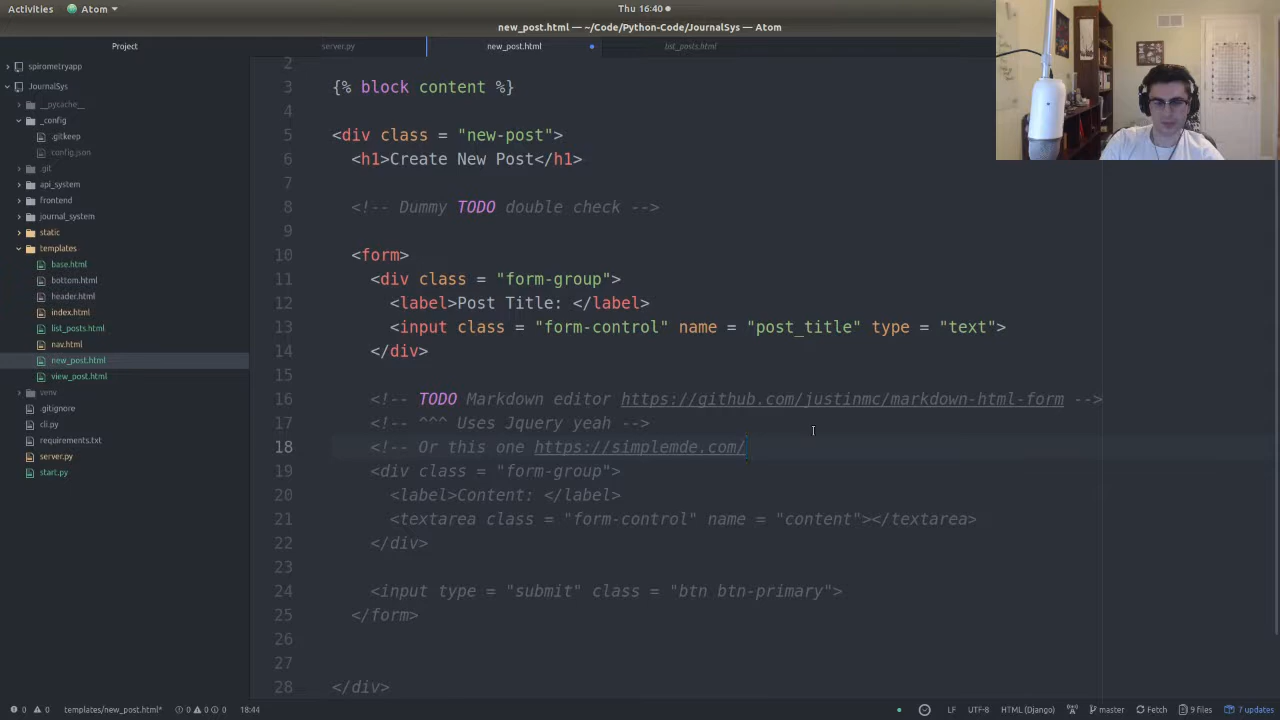 Activities
Atom
Thu 16:40
new_post.html — ~/Code/Python-Code/JournalSys — Atom
Project
server.py
new_post.html
list_posts.html
spirometryapp
JournalSys
__pycache__
_config
.gitkeep
config.json
.git
api_system
frontend
journal_system
static
templates
base.html
bottom.html
header.html
index.html
list_posts.html
nav.html
new_post.html
view_post.html
venv
.gitignore
cli.py
requirements.txt
server.py
start.py
2
3 {% block content %}
4
5 <div class = "new-post">
6 <h1>Create New Post</h1>
7
8 <!-- Dummy TODO double check -->
9
10 <form>
11 <div class = "form-group">
12 <label>Post Title: </label>
13 <input class = "form-control" name = "post_title" type = "text">
14 </div>
15
16 <!-- TODO Markdown editor https://github.com/justinmc/markdown-html-form -->
17 <!-- ^^^ Uses Jquery yeah -->
18 <!-- Or this one https://simplemde.com/
19 <div class = "form-group">
20 <label>Content: </label>
21 <textarea class = "form-control" name = "content"></textarea>
22 </div>
23
24 <input type = "submit" class = "btn btn-primary">
25 </form>
26
27
28 </div>
0 0 templates/new_post.html* 0 0 0 18:44
LF UTF-8 HTML (Django) master Fetch 9 files 7 updates